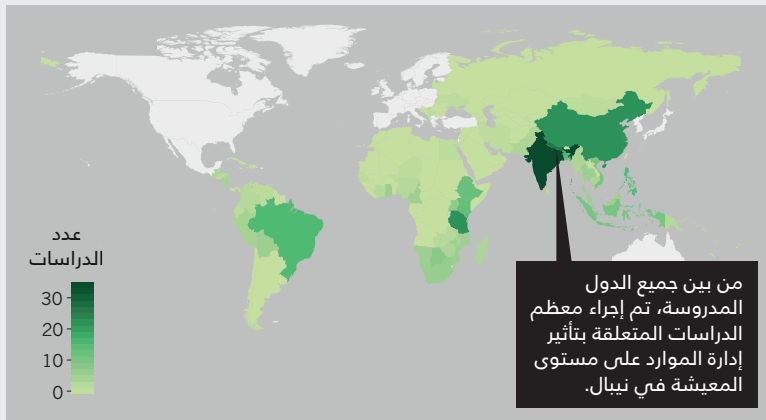 عدد
الدراسات
30
20
10
0
من بين جميع الدول
المدروسة، تم إجراء معظم
الدراسات المتعلقة بتأثير
إدارة الموارد على مستوى
المعيشة في نيبال.